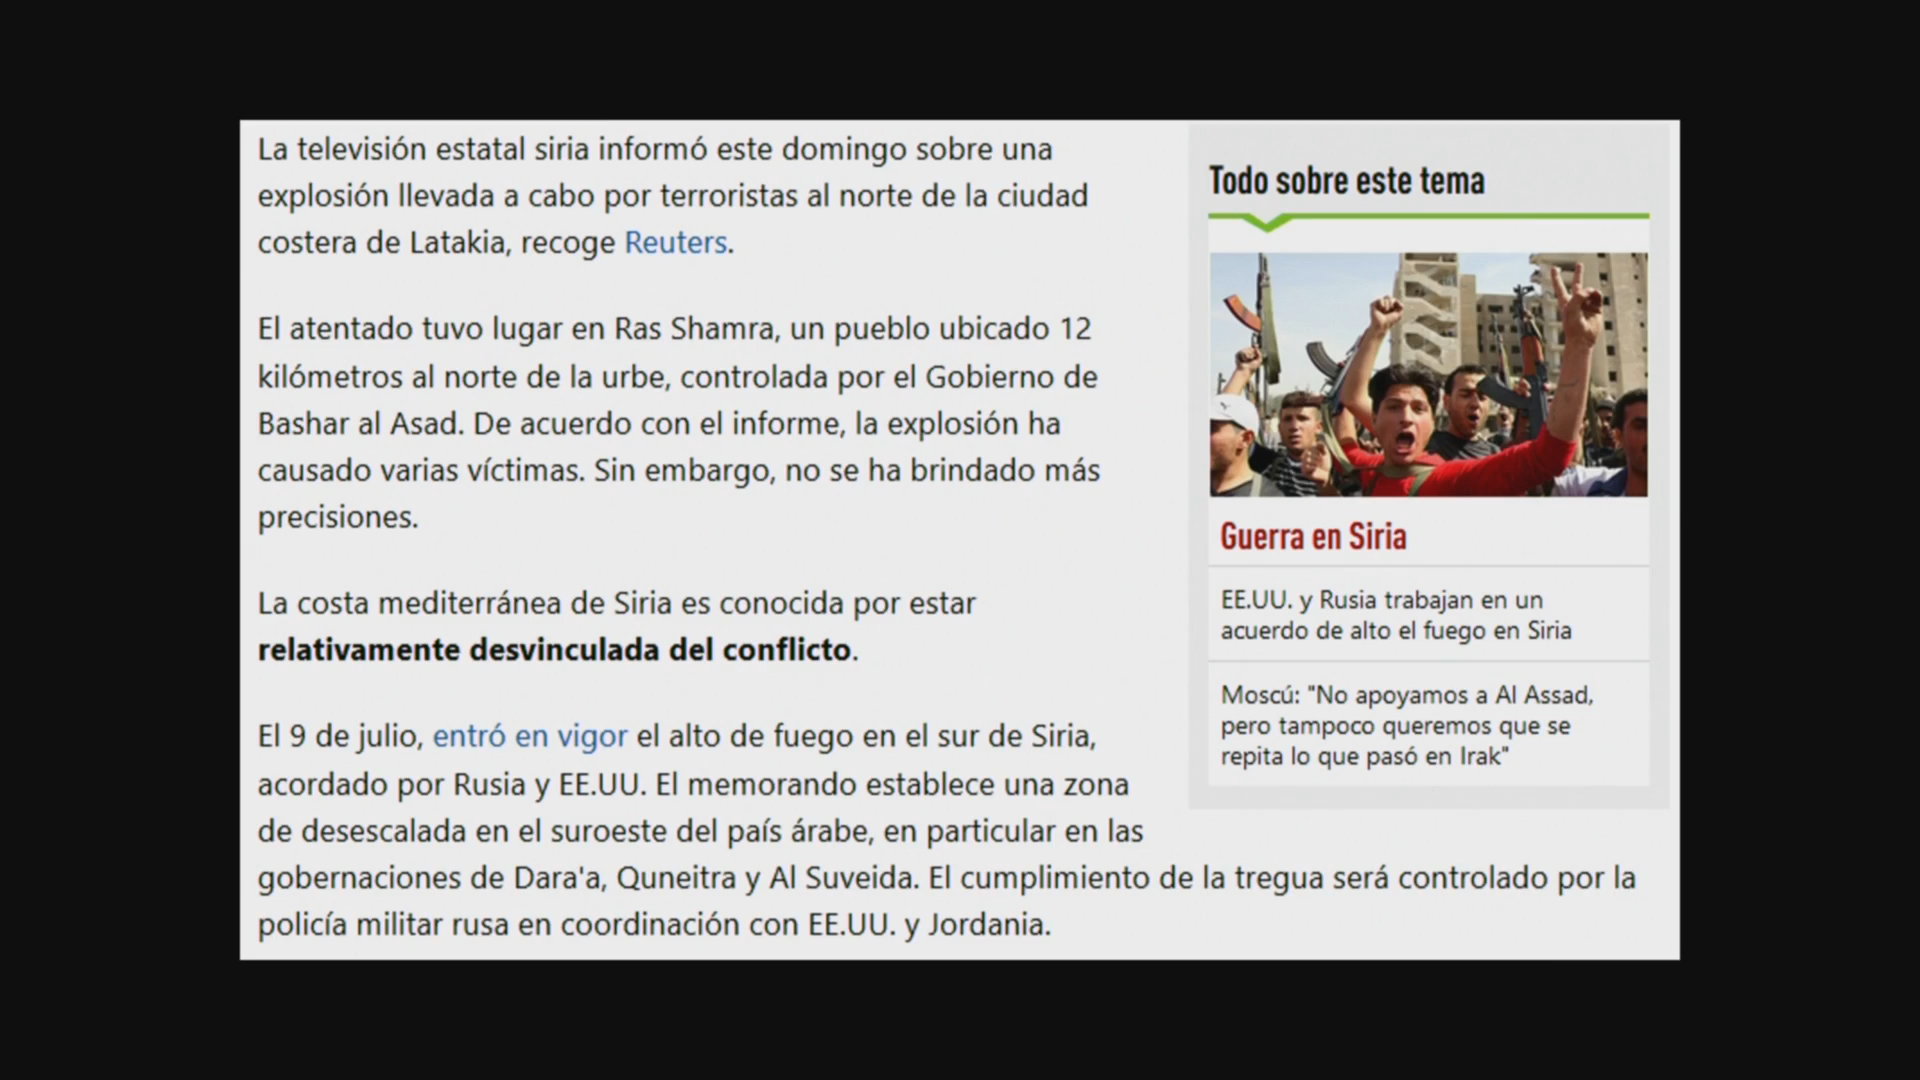 La televisión estatal siria informó este domingo sobre una
explosión llevada a cabo por terroristas al norte de la ciudad
costera de Latakia, recoge Reuters.
El atentado tuvo lugar en Ras Shamra, un pueblo ubicado 12
kilómetros al norte de la urbe, controlada por el Gobierno de
Bashar al Asad. De acuerdo con el informe, la explosión ha
causado varias víctimas. Sin embargo, no se ha brindado más
precisiones.
La costa mediterránea de Siria es conocida por estar
relativamente desvinculada del conflicto.
El 9 de julio, entró en vigor el alto de fuego en el sur de Siria,
acordado por Rusia y EE.UU. El memorando establece una zona
de desescalada en el suroeste del país árabe, en particular en las
gobernaciones de Dara'a, Quneitra y Al Suveida. El cumplimiento de la tregua será controlado por la
policía militar rusa en coordinación con EE.UU. y Jordania.
Todo sobre este tema
Guerra en Siria
EE.UU. y Rusia trabajan en un
acuerdo de alto el fuego en Siria
Moscú: "No apoyamos a Al Assad,
pero tampoco queremos que se
repita lo que pasó en Irak"